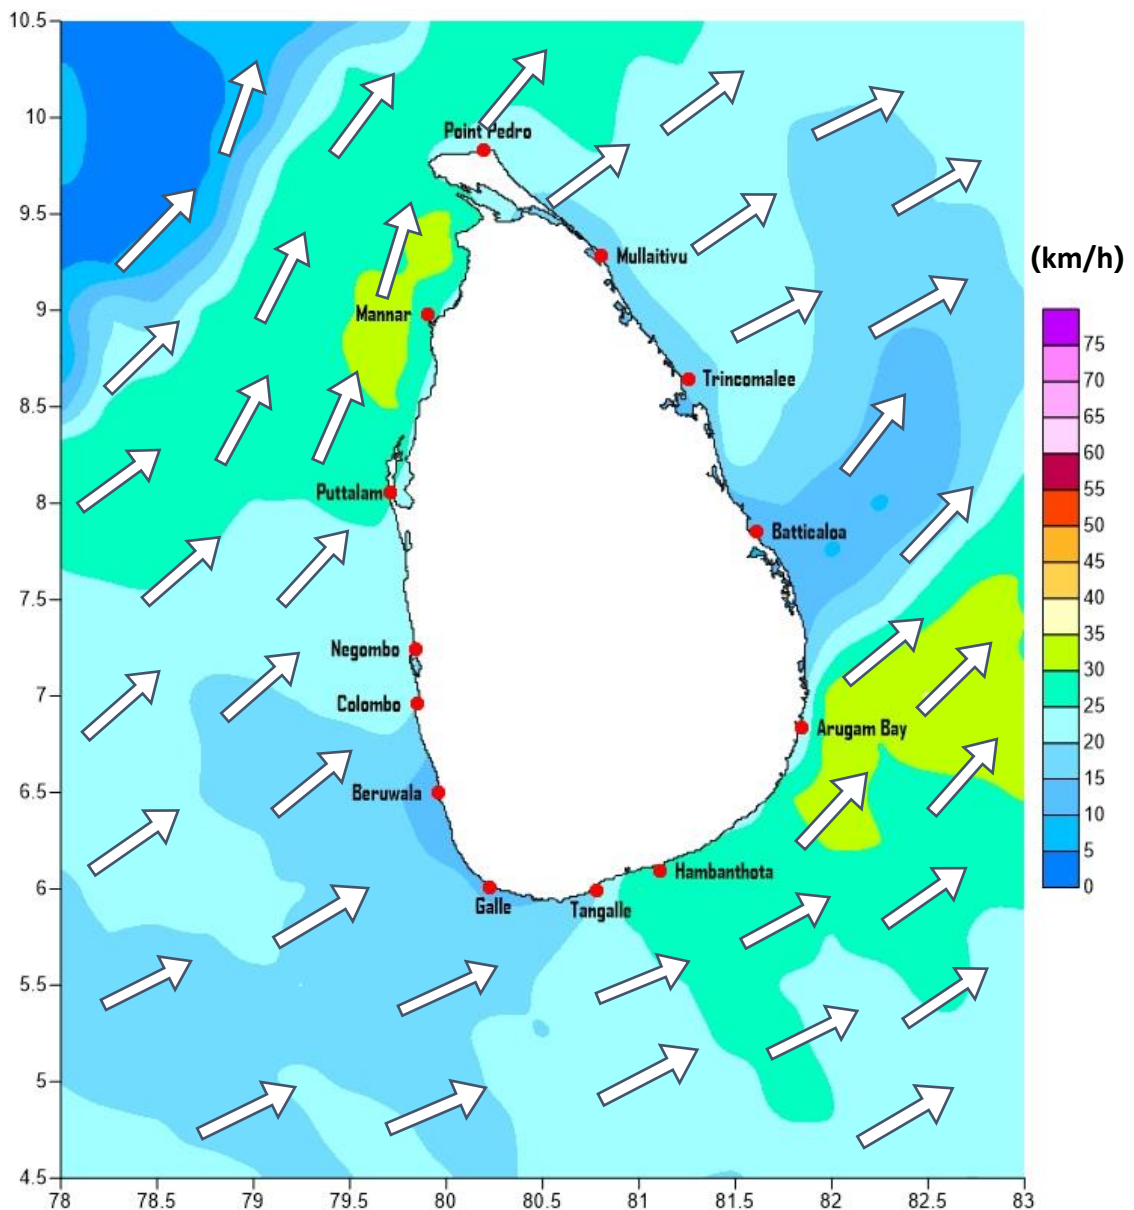 10.5
10
Point Pedro
9.5
Mullaitivu
(km/h)
9
Mannar
75
Trincomalee
70
8.5
65
60
Puttalam
55
8
Batticaloa
50
45
7.5
40
Negombo
35
30
7
Colombo
Arugam Bay
25
20
6.5
Beruwala
15
10
6
Hambanthota
5
Galle
Tangalle
0
5.5
5
4.5
78 78.5 79 79.5 80 80.5 81 81.5 82 82.5 83